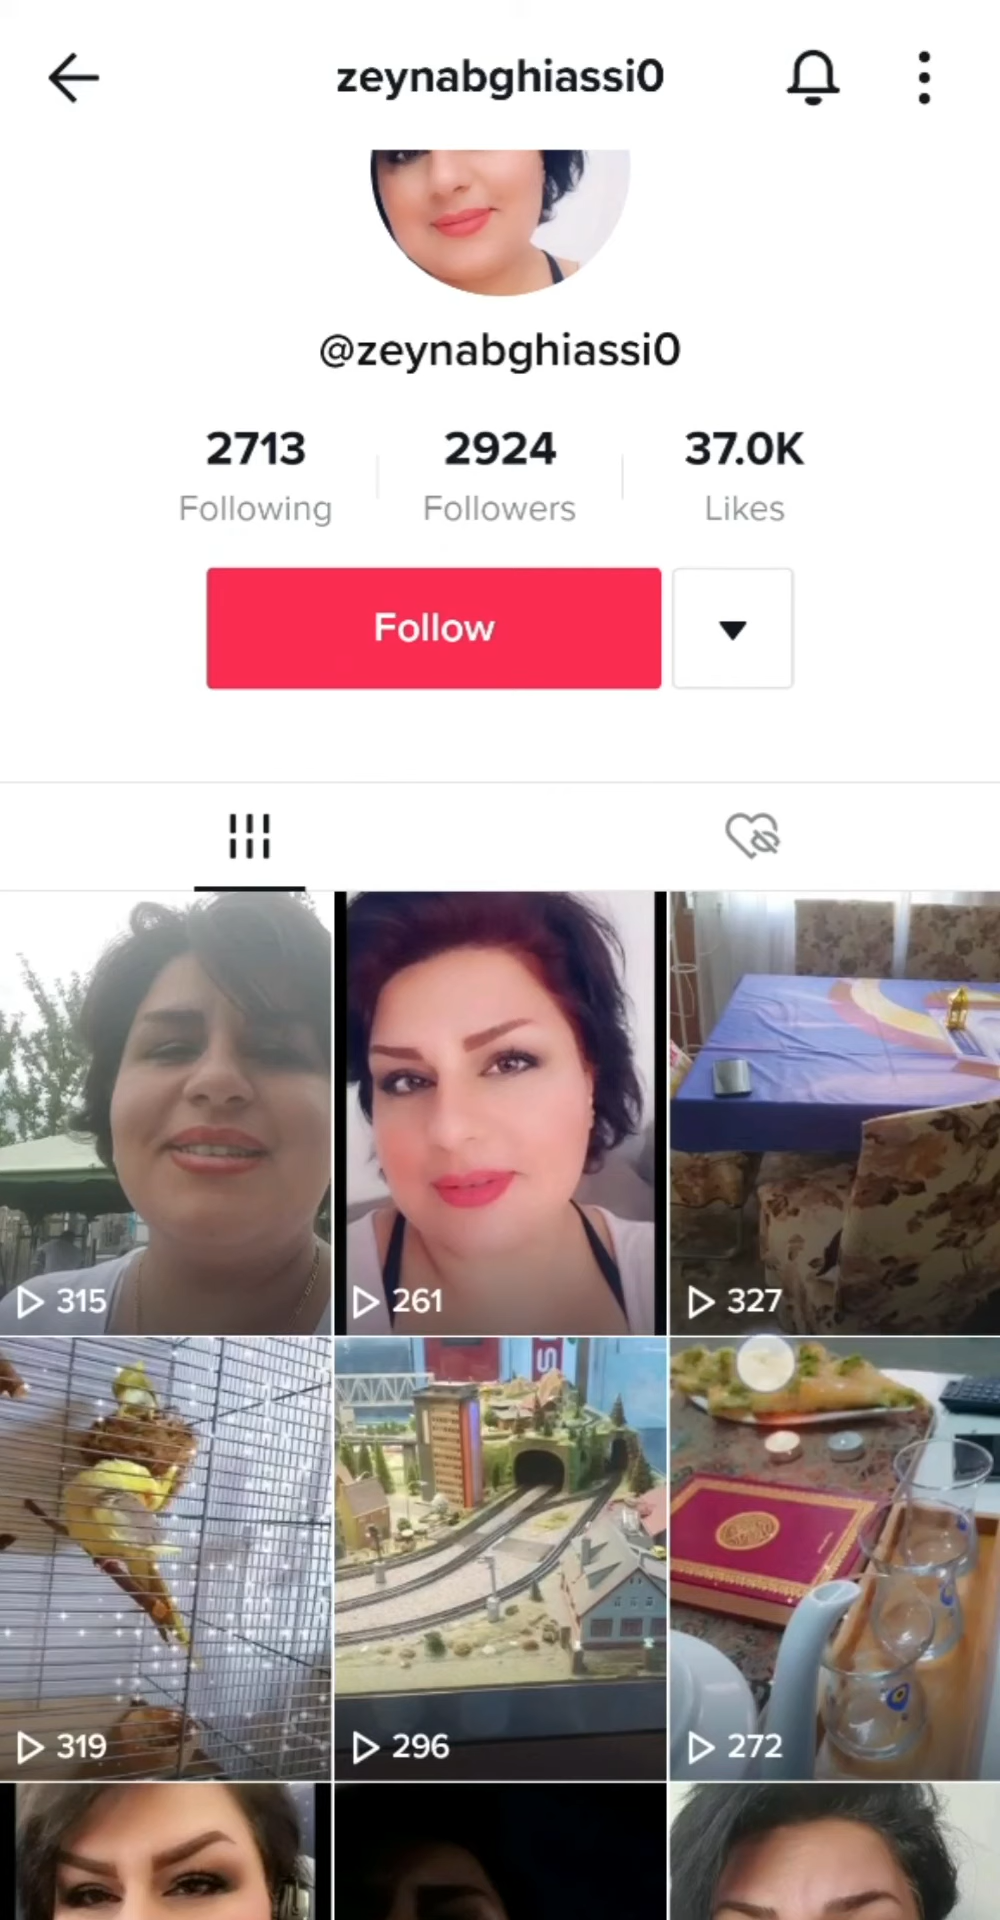 zeynabghiassi0
@zeynabghiassi0
2713 2924 37.0K
Following Followers Likes
Follow
315 261 327
319 296 272